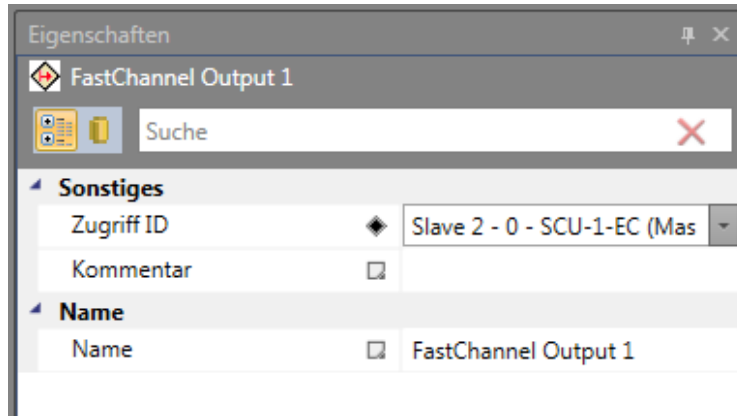 Eigenschaften
FastChannel Output 1
Suche
Sonstiges
Zugriff ID Slave 2 - 0 - SCU-1-EC (Mas
Kommentar
Name
Name FastChannel Output 1